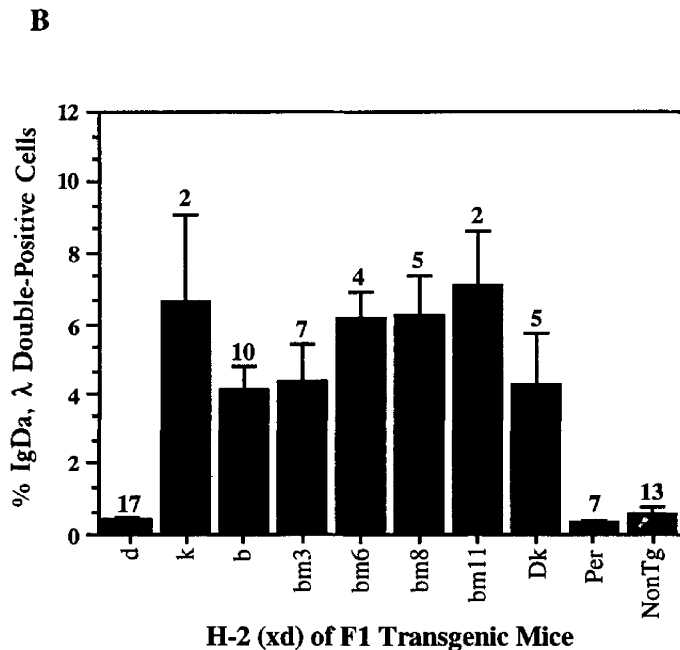 B
% IgDa, λ Double-Positive Cells
12
10
8
6
4
2
0
17
2
10
7
4
5
2
5
7
13
d
k
b
bm3
bm6
bm8
bm11
Dk
Per
NonTg
H-2 (xd) of F1 Transgenic Mice